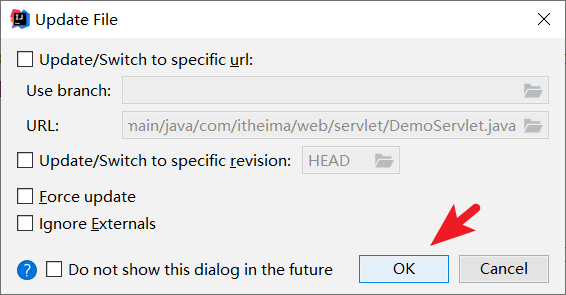 Update File
Update/Switch to specific url:
Use branch:
URL: main/java/com/itheima/web/servlet/DemoServlet.java
Update/Switch to specific revision: HEAD
Force update
Ignore Externals
? Do not show this dialog in the future OK Cancel